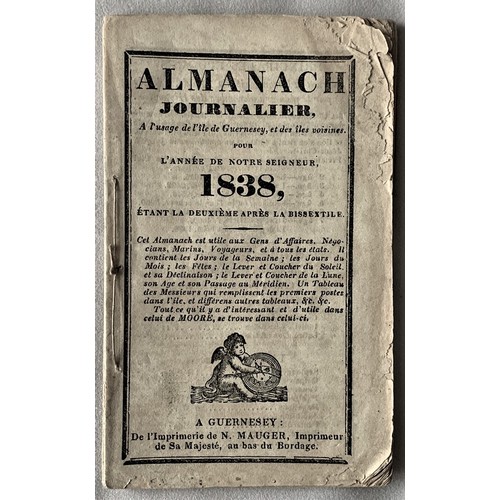 ALMANACH
JOURNALIER,
A l'usage de l'île de Guernesey, et des îles voisines.
POUR
L'ANNÉE DE NOTRE SEIGNEUR,
1838,
ÉTANT LA DEUXIÈME APRÈS LA BISSEXTILE.
Cet Almanach est utile aux Gens d'Affaires, Négo-
cians, Marins, Voyageurs, et à tous les états. Il
contient les Jours de la Semaine; les Jours du
Mois; les Fêtes; le Lever et Coucher du Soleil,
et sa Déclinaison; le Lever et Coucher de la Lune,
son Age et son Passage au Méridien. Un Tableau
des Messieurs qui remplissent les premiers postes
dans l'île, et différens autres tableaux, &c. &c.
Tout ce qu'il y a d'intéressant et d'utile dans
celui de MOORE, se trouve dans celui-ci.
A GUERNESEY:
De l'Imprimerie de N. MAUGER, Imprimeur
de Sa Majesté, au bas du Bordage.